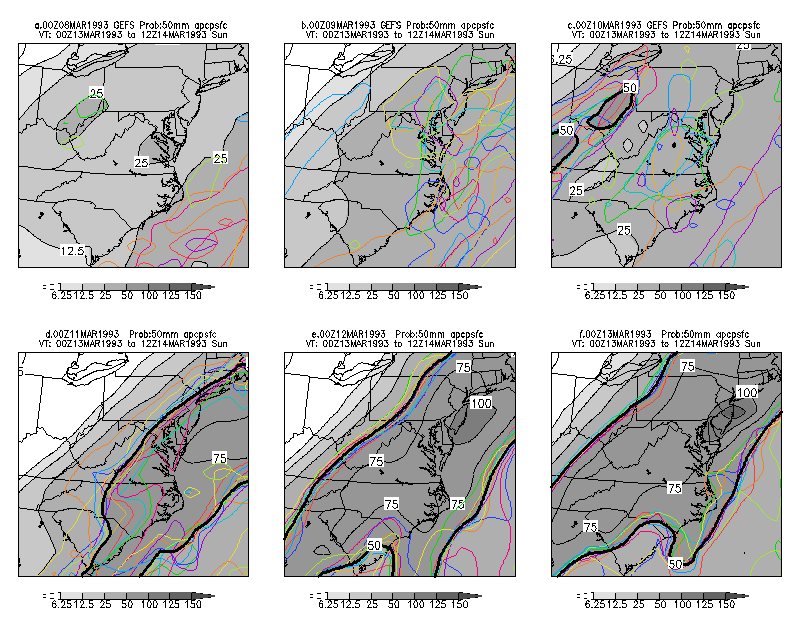 a.00Z08MAR1993 GEFS Prob:50mm apcpsfc
VT: 00Z13MAR1993 to 12Z14MAR1993 Sun
25
25
25
12.5
6.25 12.5 25 50 100 150
b.00Z09MAR1993 GEFS Prob:50mm apcpsfc
VT: 00Z13MAR1993 to 12Z14MAR1993 Sun
6.25 12.5 25 50 100 150
c.00Z10MAR1993 GEFS Prob:50mm apcpsfc
VT: 00Z13MAR1993 to 12Z14MAR1993 Sun
25
50
50
25
25
6.25 12.5 25 50 100 150
d.00Z11MAR1993 Prob:50mm apcpsfc
VT: 00Z13MAR1993 to 12Z14MAR1993 Sun
75
6.25 12.5 25 50 100 150
e.00Z12MAR1993 Prob:50mm apcpsfc
VT: 00Z13MAR1993 to 12Z14MAR1993 Sun
75
100
75
75
75
50
6.25 12.5 25 50 100 150
f.00Z13MAR1993 Prob:50mm apcpsfc
VT: 00Z13MAR1993 to 12Z14MAR1993 Sun
75
100
75
75
50
6.25 12.5 25 50 100 150